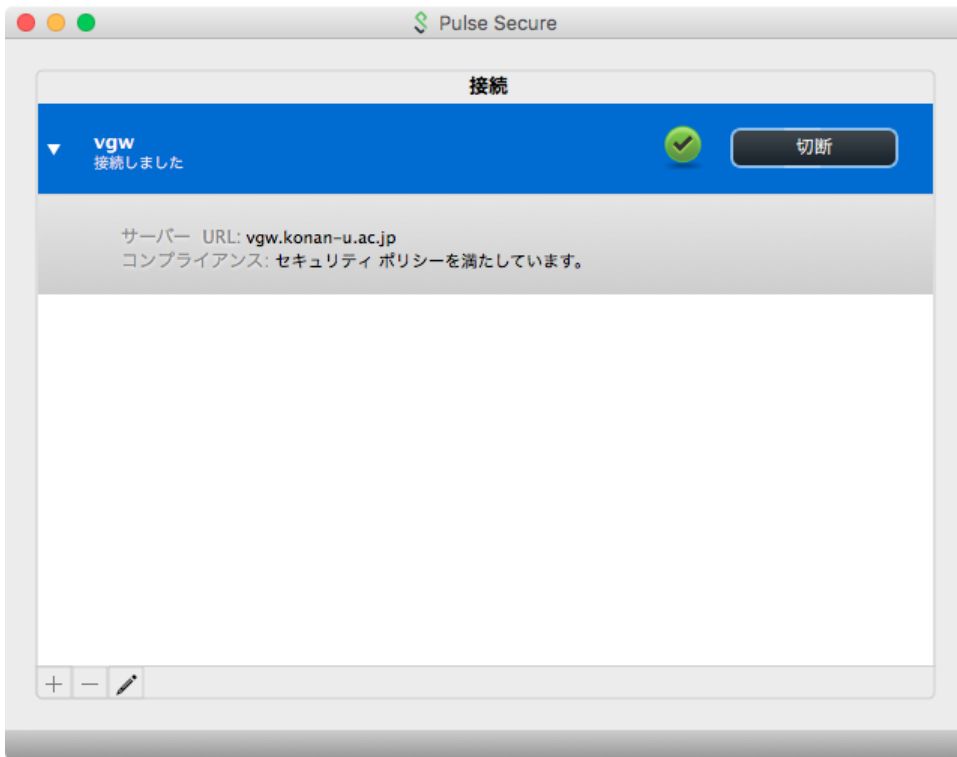 Pulse Secure
接続
vgw
接続しました
切断
サーバー URL: vgw.konan-u.ac.jp
コンプライアンス: セキュリティ ポリシーを満たしています。